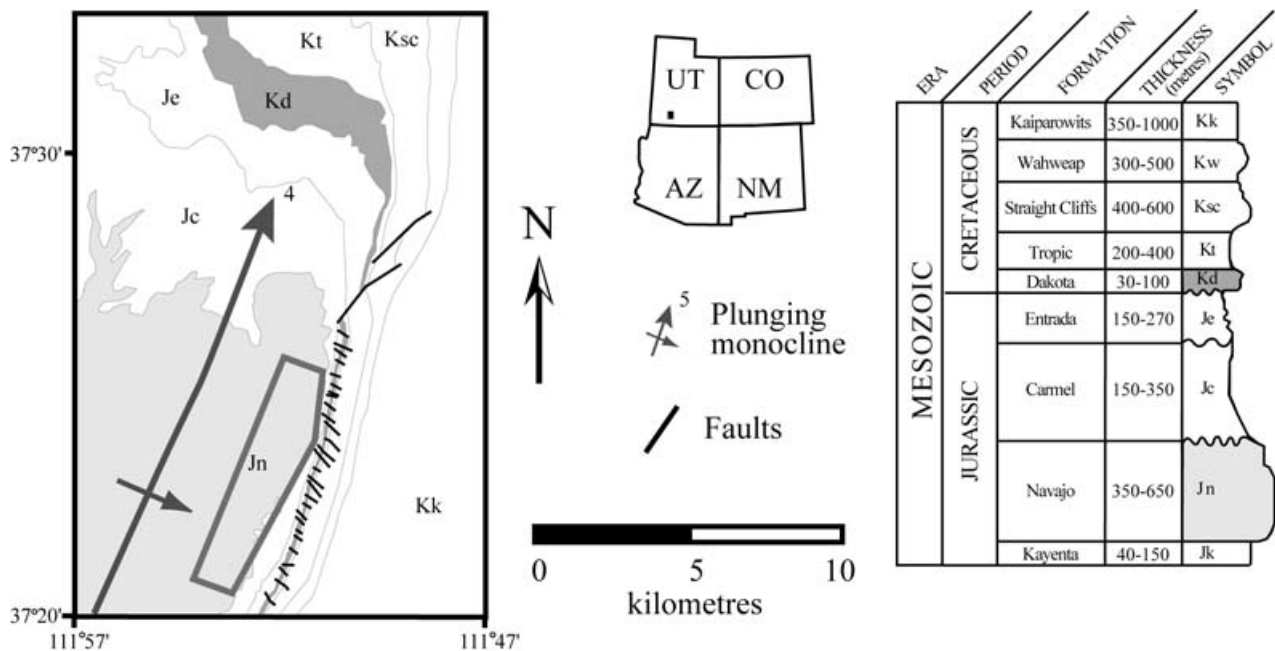 Kt
Ksc
Kd
Je
37°30'
4
Jc
Jn
Kk
37°20'
111°57'
111°47'
UT
CO
AZ
NM
N
5
Plunging
monocline
Faults
0
5
10
kilometres
ERA
PERIOD
FORMATION
THICKNESS
(metres)
SYMBOL
MESOZOIC
CRETACEOUS
Kaiparowits 350-1000 Kk
Wahweap 300-500 Kw
Straight Cliffs 400-600 Ksc
Tropic 200-400 Kt
Dakota 30-100 Kd
JURASSIC
Entrada 150-270 Je
Carmel 150-350 Jc
Navajo 350-650 Jn
Kayenta 40-150 Jk